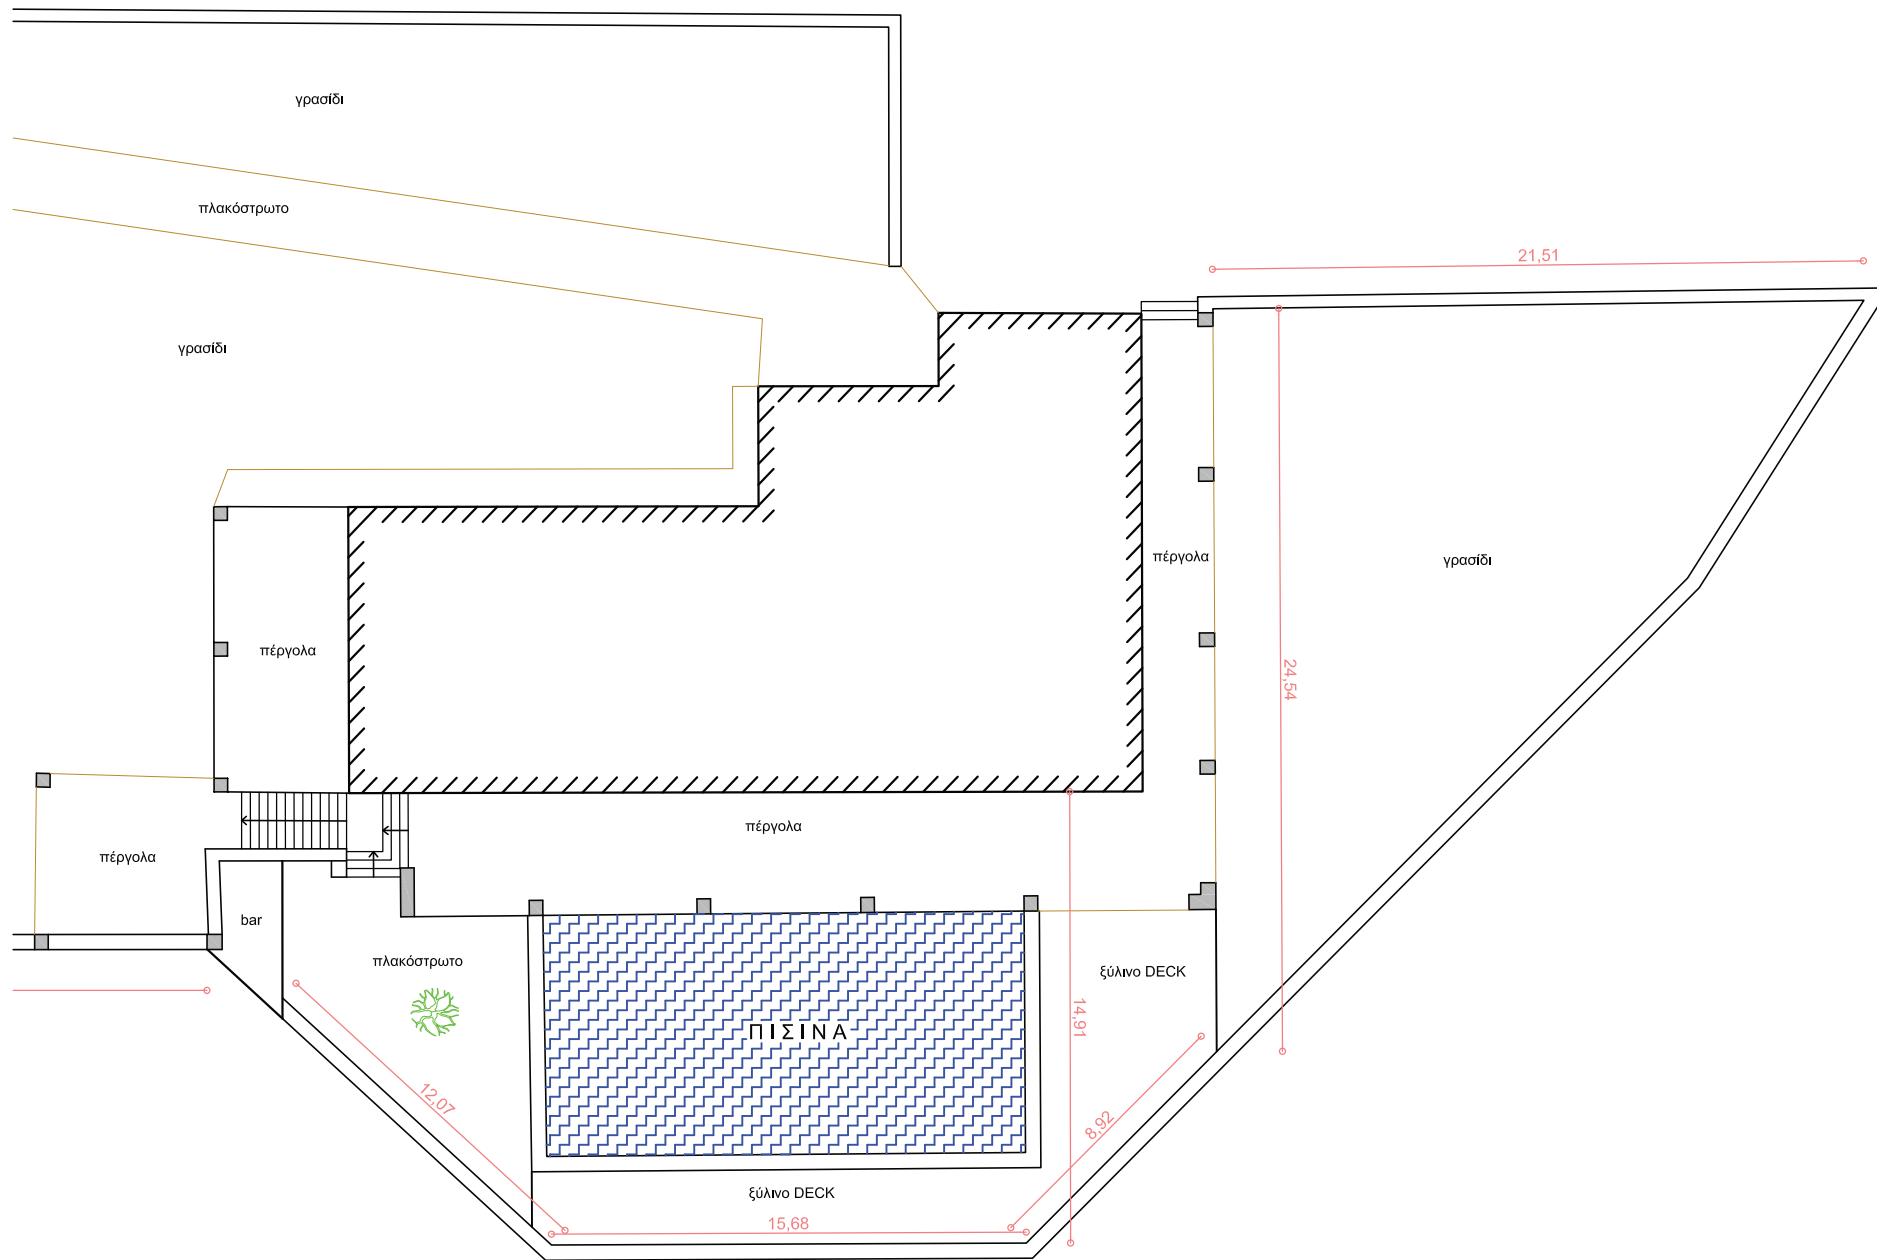 γρασίδι
πλακόστρωτο
21,51
γρασίδι
πέργολα
γρασίδι
πέργολα
24,54
πέργολα
πέργολα
bar
πλακόστρωτο
ξύλινο DECK
14,91
ΠΙΣΙΝΑ
12,07
8,92
ξύλινο DECK
15,68